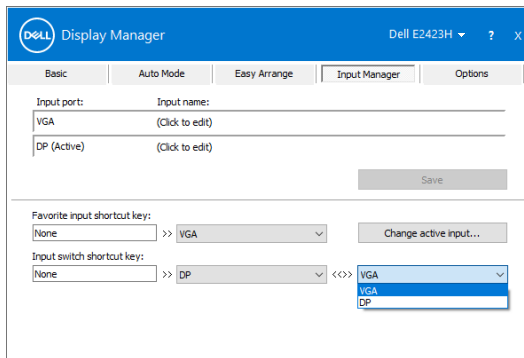 DELL Display Manager Dell E2423H ? X
Basic Auto Mode Easy Arrange Input Manager Options
Input port: Input name:
VGA (Click to edit)
DP (Active) (Click to edit)
Save
Favorite input shortcut key:
None >> VGA Change active input...
Input switch shortcut key:
None >> DP <<>> VGA
VGA
DP